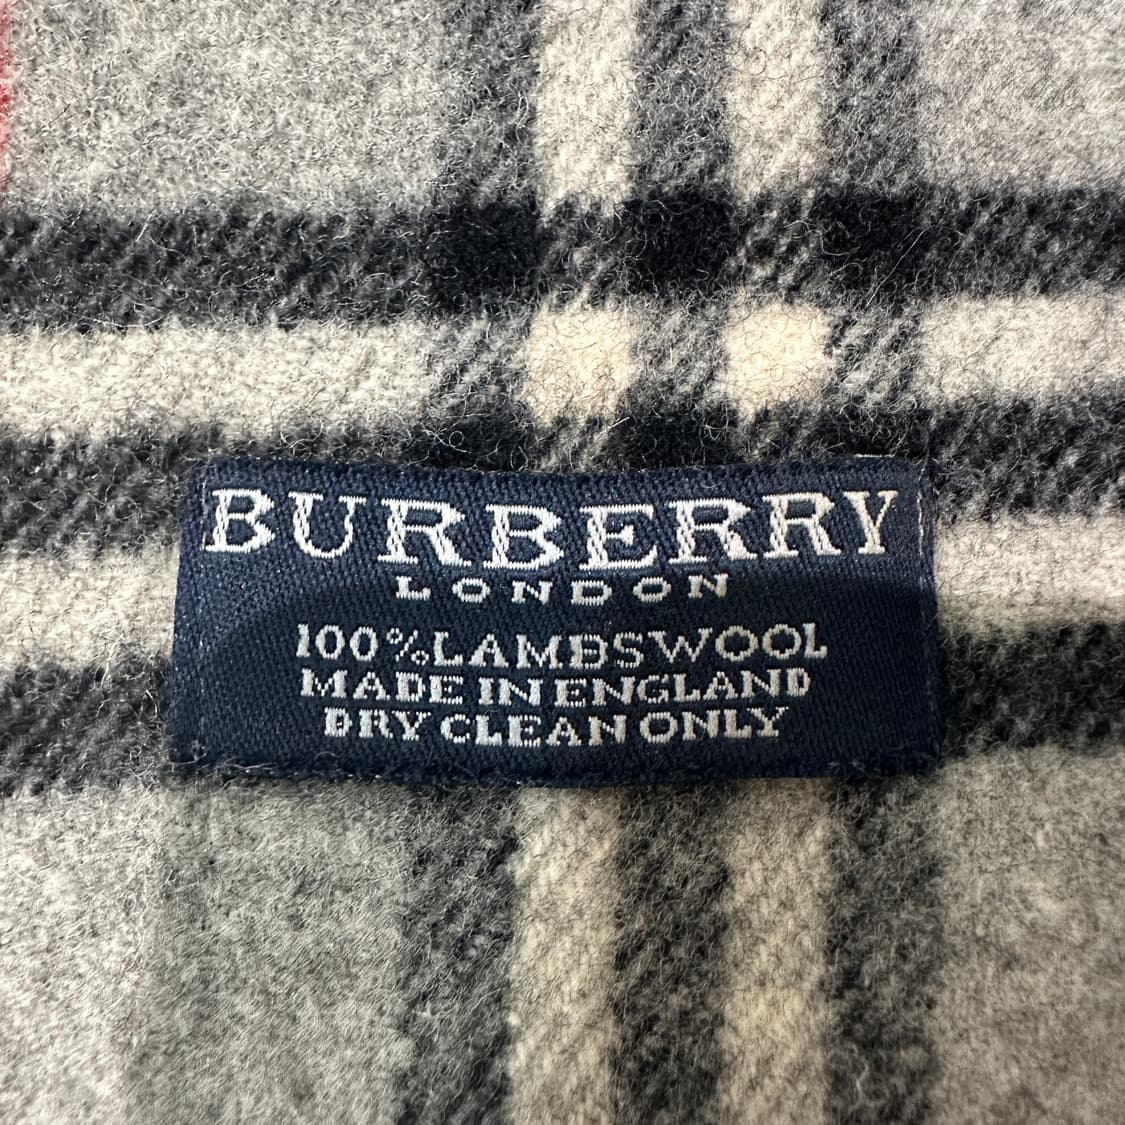 BURBERRY
LONDON
100% LAMBSWOOL
MADE IN ENGLAND
DRY CLEAN ONLY